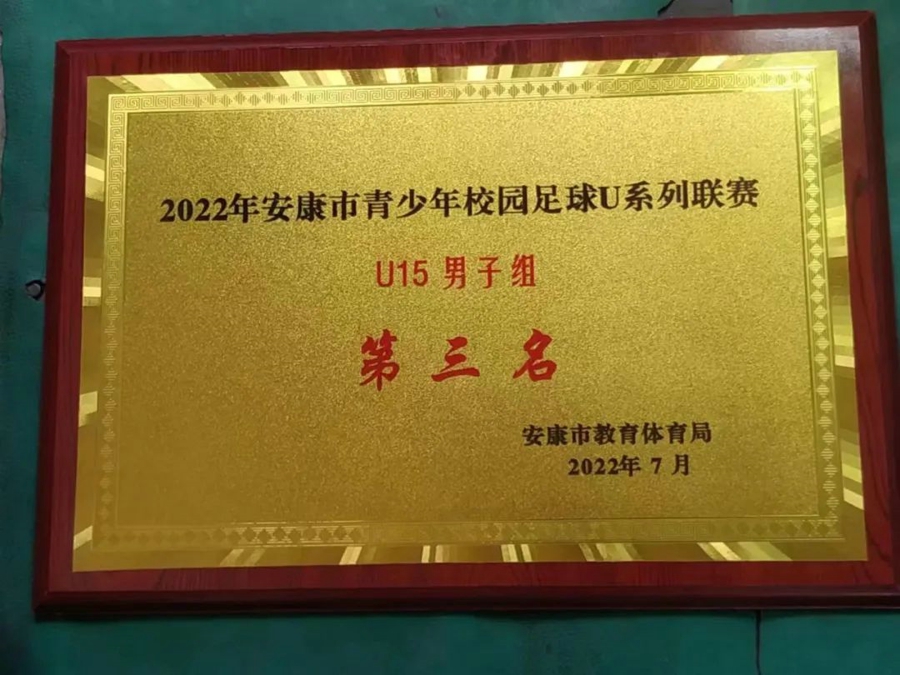 2022年安康市青少年校园足球U系列联赛
U15 男子组
第三名
安康市教育体育局
2022年 7 月